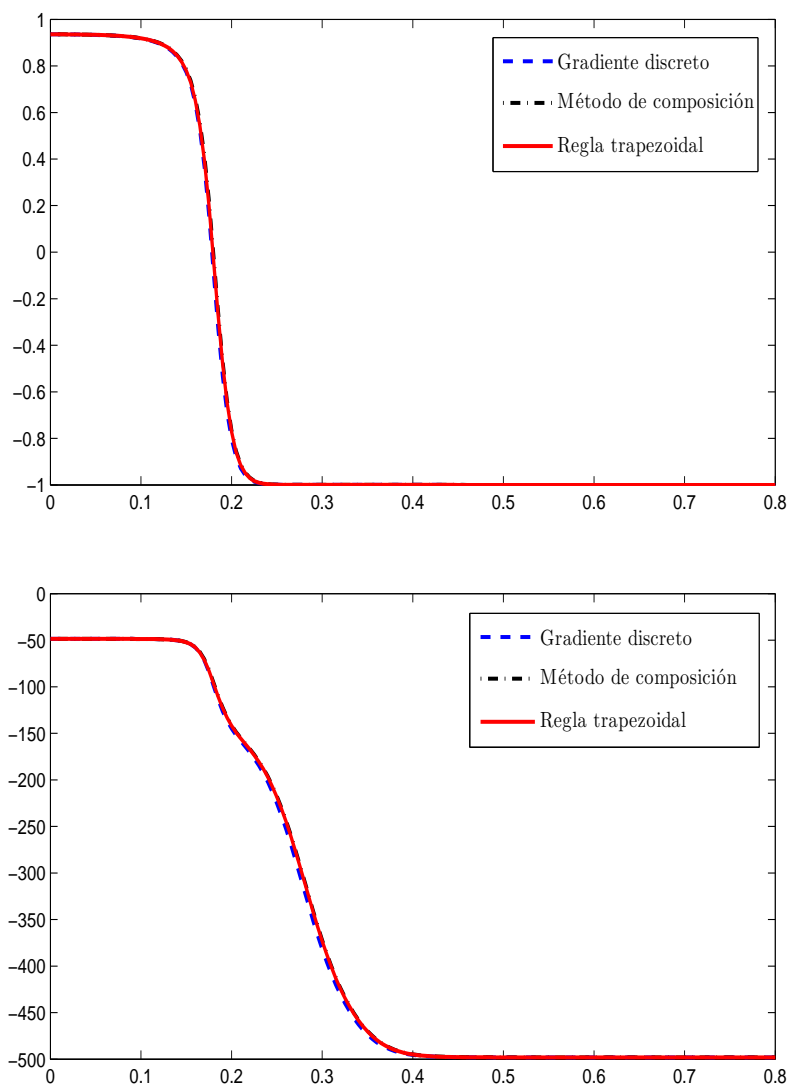 1
0.8
0.6
0.4
0.2
0
−0.2
−0.4
−0.6
−0.8
−1
0 0.1 0.2 0.3 0.4 0.5 0.6 0.7 0.8
Gradiente discreto
Método de composición
Regla trapezoidal
0
−50
−100
−150
−200
−250
−300
−350
−400
−450
−500
0 0.1 0.2 0.3 0.4 0.5 0.6 0.7 0.8
Gradiente discreto
Método de composición
Regla trapezoidal